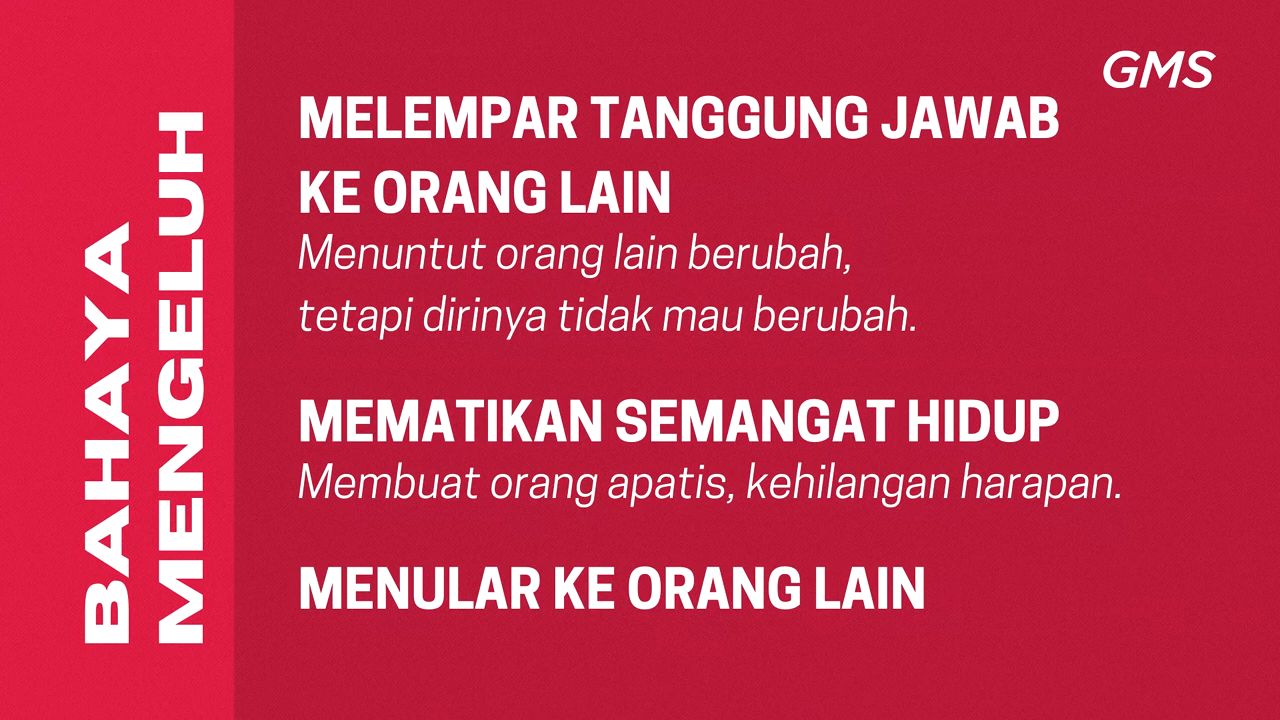 BAHAYA
MENGELUH
GMS
MELEMPAR TANGGUNG JAWAB
KE ORANG LAIN
Menuntut orang lain berubah,
tetapi dirinya tidak mau berubah.
MEMATIKAN SEMANGAT HIDUP
Membuat orang apatis, kehilangan harapan.
MENULAR KE ORANG LAIN